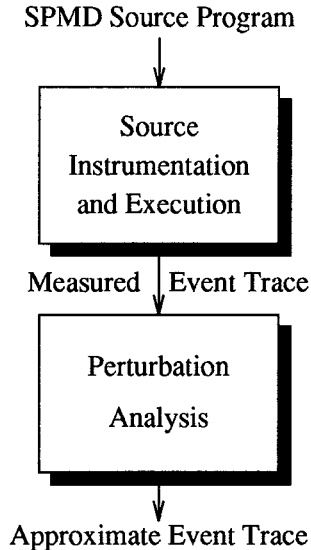 SPMD Source Program
Source
Instrumentation
and Execution
Measured Event Trace
Perturbation
Analysis
Approximate Event Trace